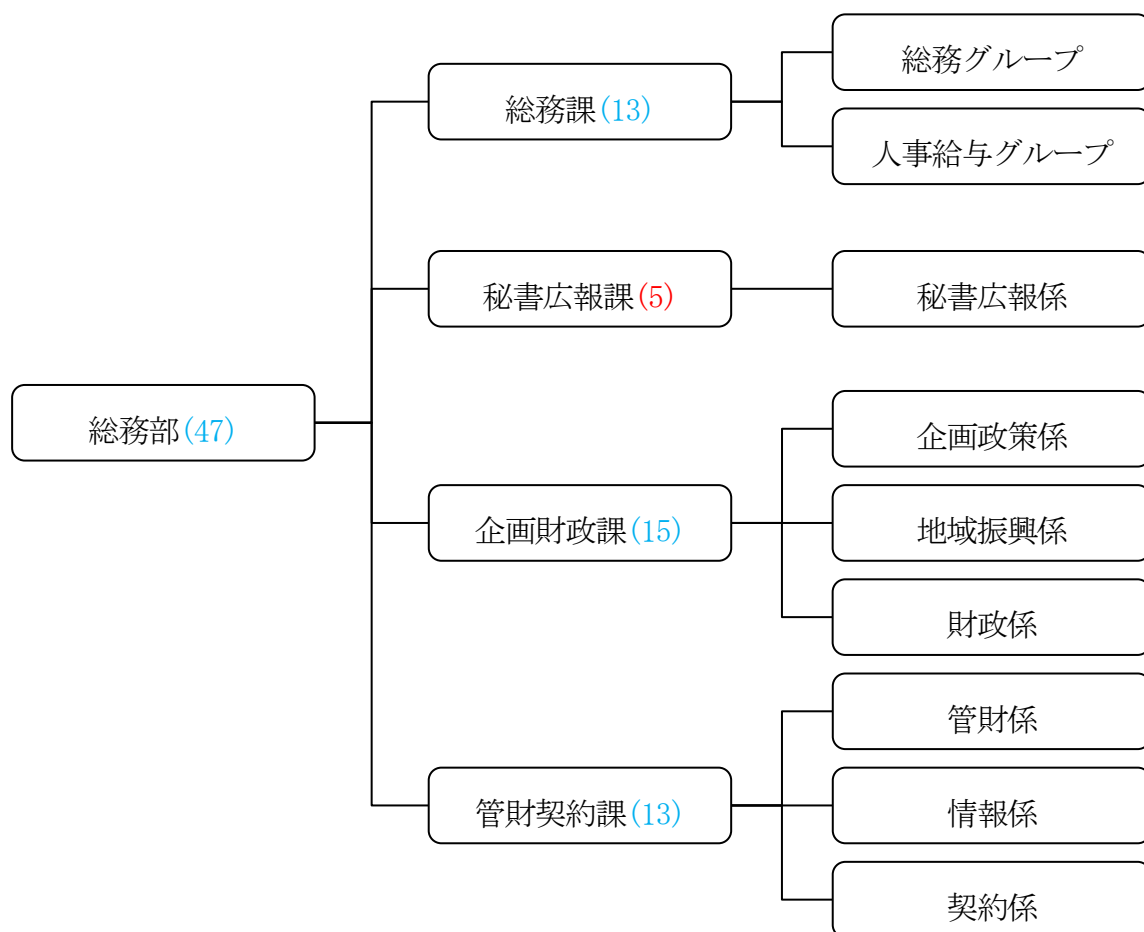 総務部(47)
総務課(13)
総務グループ
人事給与グループ
秘書広報課(5)
秘書広報係
企画財政課(15)
企画政策係
地域振興係
財政係
管財契約課(13)
管財係
情報係
契約係